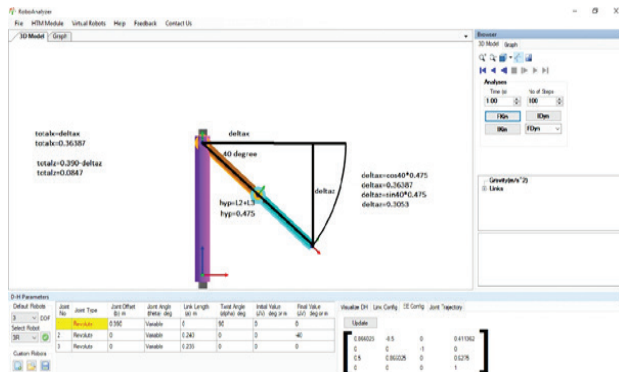 RoboAnalyzer
File HTM Module Virtual Robots Help Feedback Contact Us
3D Model Graph
Browser
3D Model Graph
Analyses
Time (s) No of Steps
1.00 100
FKin IDyn
IKin FDyn
Gravity(m/s^2)
Links
totalx=deltax
totalx=0.36387
totalz=0.390-deltaz
totalz=0.0847
deltax
40 deg=ee
deltaz
hyp=L2+L3
hyp=0.475
deltax=cos40*0.475
deltax=0.36387
deltaz=sin40*0.475
deltaz=0.3053
D-H Parameters
Default Robots
3 DOF
Select Robot
3R
Custom Robots
Joint No Joint Type Joint Offset (b) m Joint Angle (theta) deg Link Length (a) m Twist Angle (alpha) deg Initial Value (JV) deg or m Final Value (JV) deg or m
Revolute Variable 0 90 0 0
2 Revolute 0 Variable 0.240 0 0 -40
3 Revolute 0 Variable 0.235 0 0 0
Visualize DH Link Config EE Config Joint Trajectory
Update
0.866025 -0.5 0
0 0 -1 0
0.5 0.866025 0
0 0 0 1